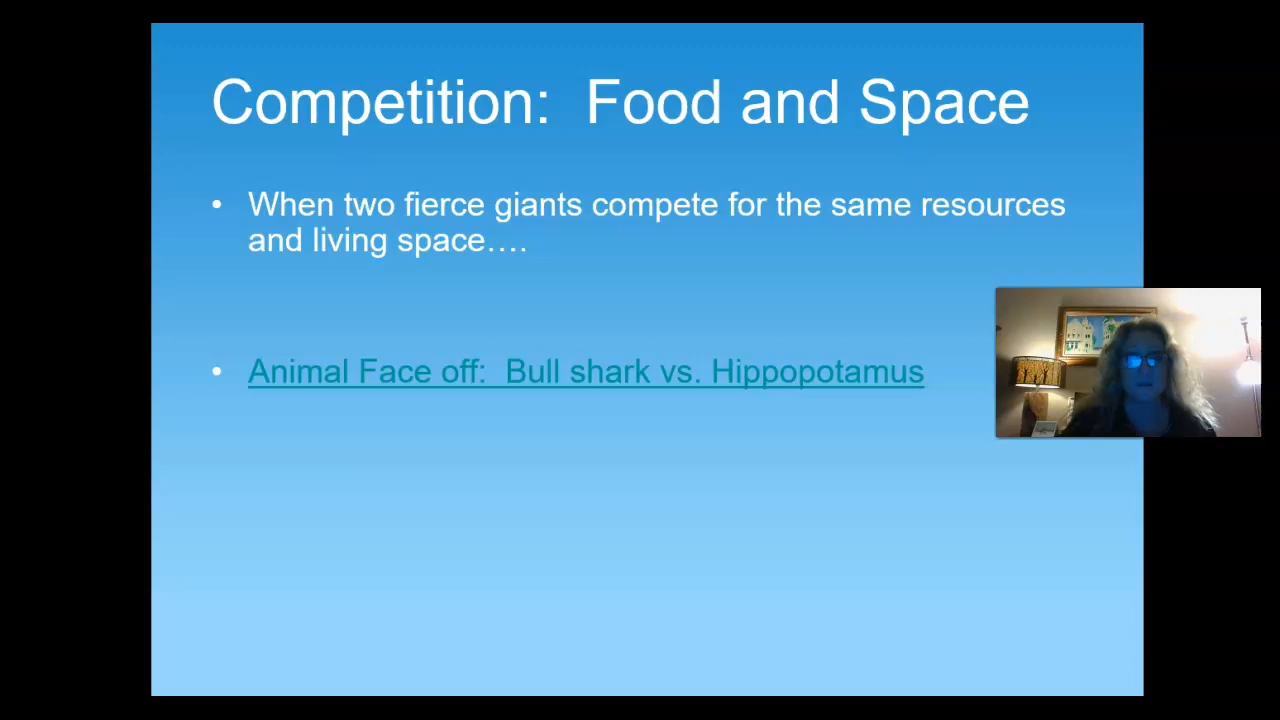 Competition:  Food and Space
• When two fierce giants compete for the same resources
and living space….
• Animal Face off:  Bull shark vs. Hippopotamus